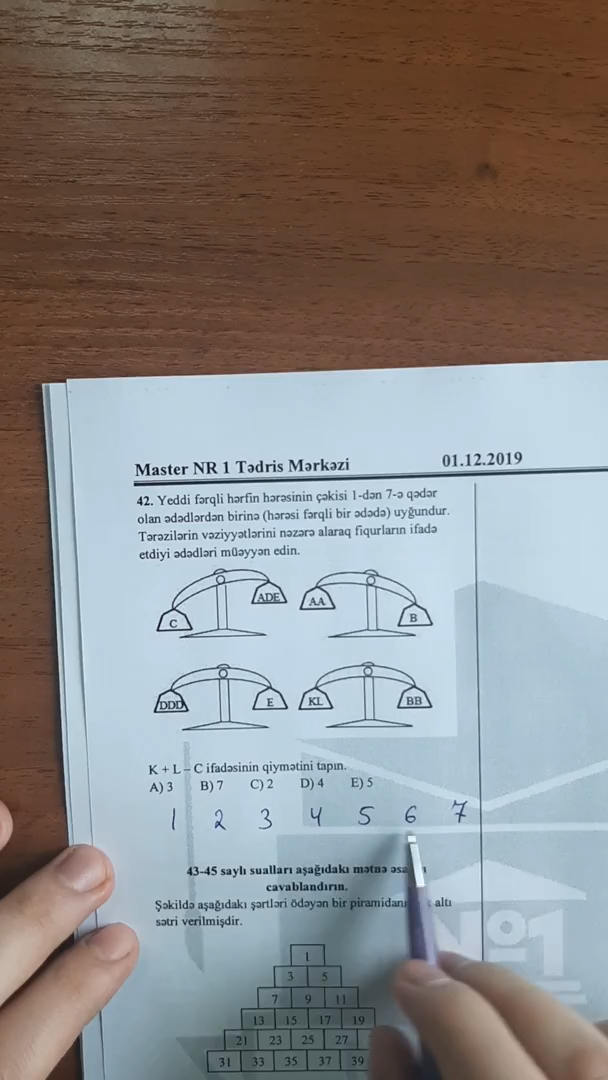 Master NR 1 Tədris Mərkəzi 01.12.2019
42. Yeddi fərqli hərfin hərəsinin çəkisi 1-dən 7-ə qədər
olan ədədlərdən birinə (hərəsi fərqli bir ədədə) uyğundur.
Tərəzilərin vəziyyətlərini nəzərə alaraq fiqurların ifadə
etdiyi ədədləri müəyyən edin.
C ADE AA B
DDD E KL BB
K + L – C ifadəsinin qiymətini tapın.
A) 3 B) 7 C) 2 D) 4 E) 5
1 2 3 4 5 6 7
43-45 saylı sualları aşağıdakı mətnə
cavablandırın.
Şəkildə aşağıdakı şərtləri ödəyən bir altı
sətri verilmişdir.
№1
1
3 5
7 9 11
13 15 17 19
21 23 25 27
31 33 35 37 39